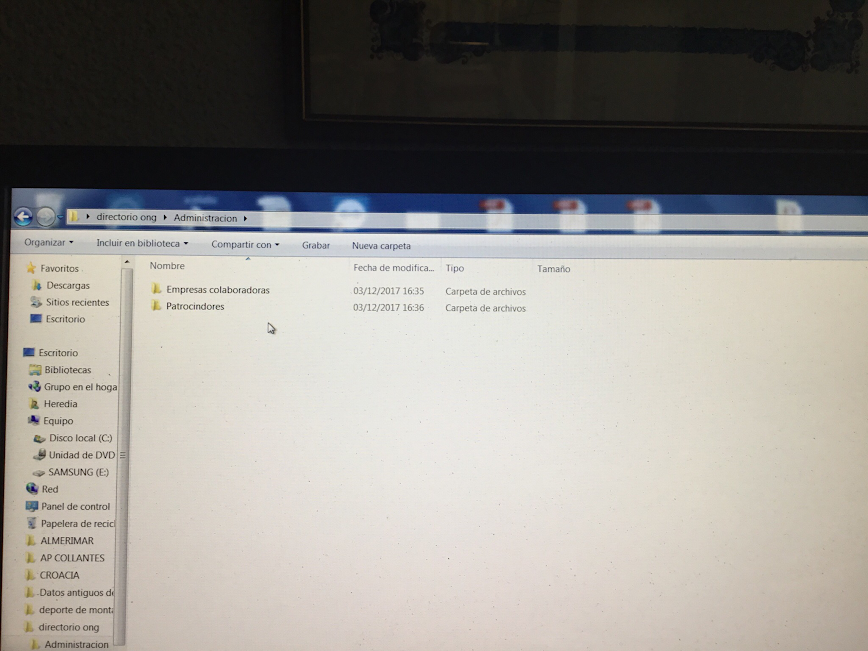 directorio ong Administracion
Organizar Incluir en biblioteca Compartir con Grabar Nueva carpeta
Nombre Fecha de modifica... Tipo Tamaño
Empresas colaboradoras 03/12/2017 16:35 Carpeta de archivos
Patrocindores 03/12/2017 16:36 Carpeta de archivos
Favoritos
Descargas
Sitios recientes
Escritorio
Escritorio
Bibliotecas
Grupo en el hoga
Heredia
Equipo
Disco local (C:)
Unidad de DVD
SAMSUNG (E:)
Red
Panel de control
Papelera de recicl
ALMERIMAR
AP COLLANTES
CROACIA
Datos antiguos de
deporte de monta
directorio ong
Administracion